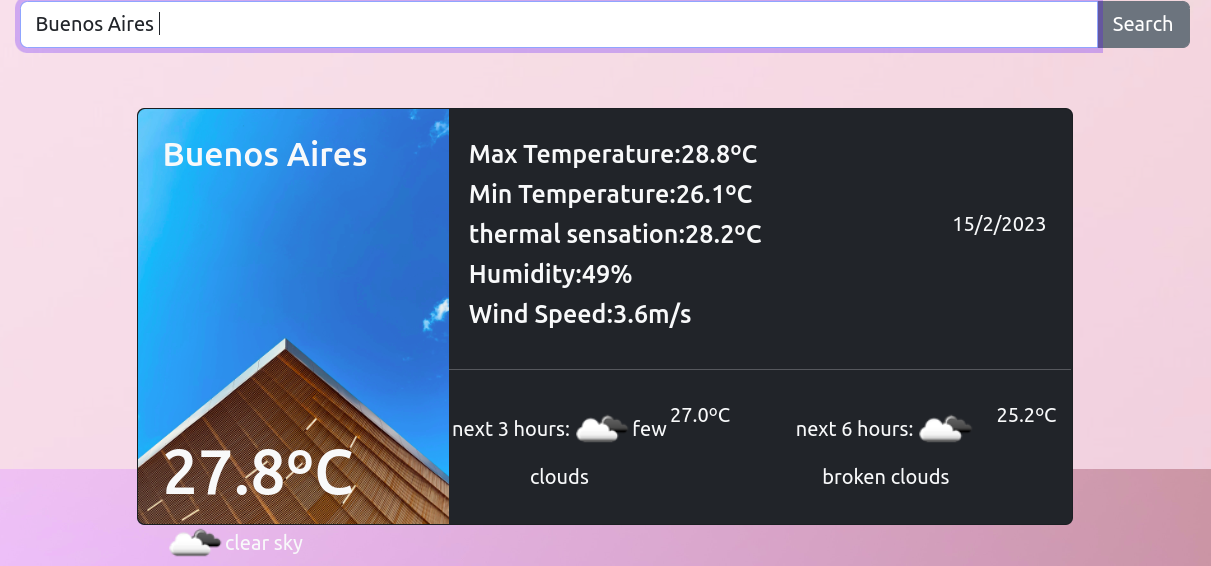 Buenos Aires
Search
Buenos Aires
27.8ºC
clear sky
Max Temperature:28.8ºC
Min Temperature:26.1ºC
thermal sensation:28.2ºC
Humidity:49%
Wind Speed:3.6m/s
15/2/2023
next 3 hours: few
clouds
27.0ºC
next 6 hours:
broken clouds
25.2ºC